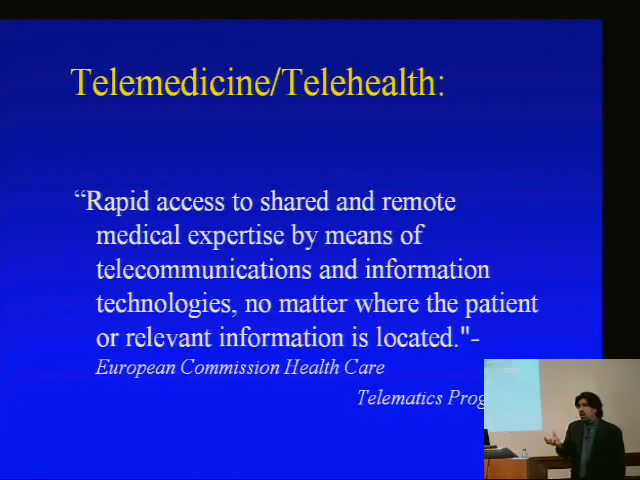 Telemedicine/Telehealth:
“Rapid access to shared and remote
medical expertise by means of
telecommunications and information
technologies, no matter where the patient
or relevant information is located."-
European Commission Health Care
Telematics